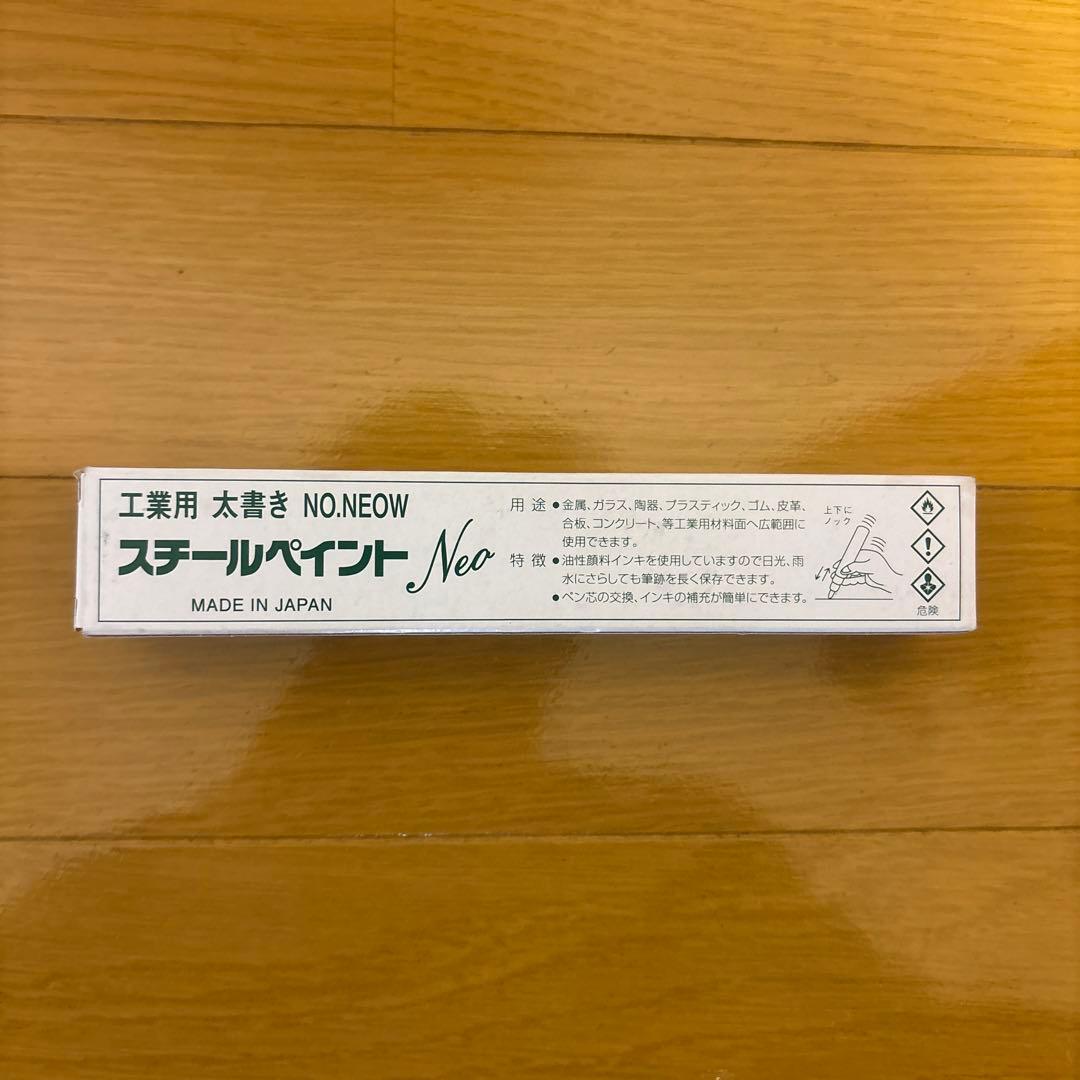 工業用 太書き NO.NEOW
スチールペイント Neo
MADE IN JAPAN
用途 ●金属、ガラス、陶器、プラスティック、ゴム、皮革、
合板、コンクリート、等工業用材料面へ広範囲に
使用できます。
特徴 ●油性顔料インキを使用していますので日光、雨
水にさらしても筆跡を長く保存できます。
●ペン芯の交換、インキの補充が簡単にできます。
上下に
ノック
危険